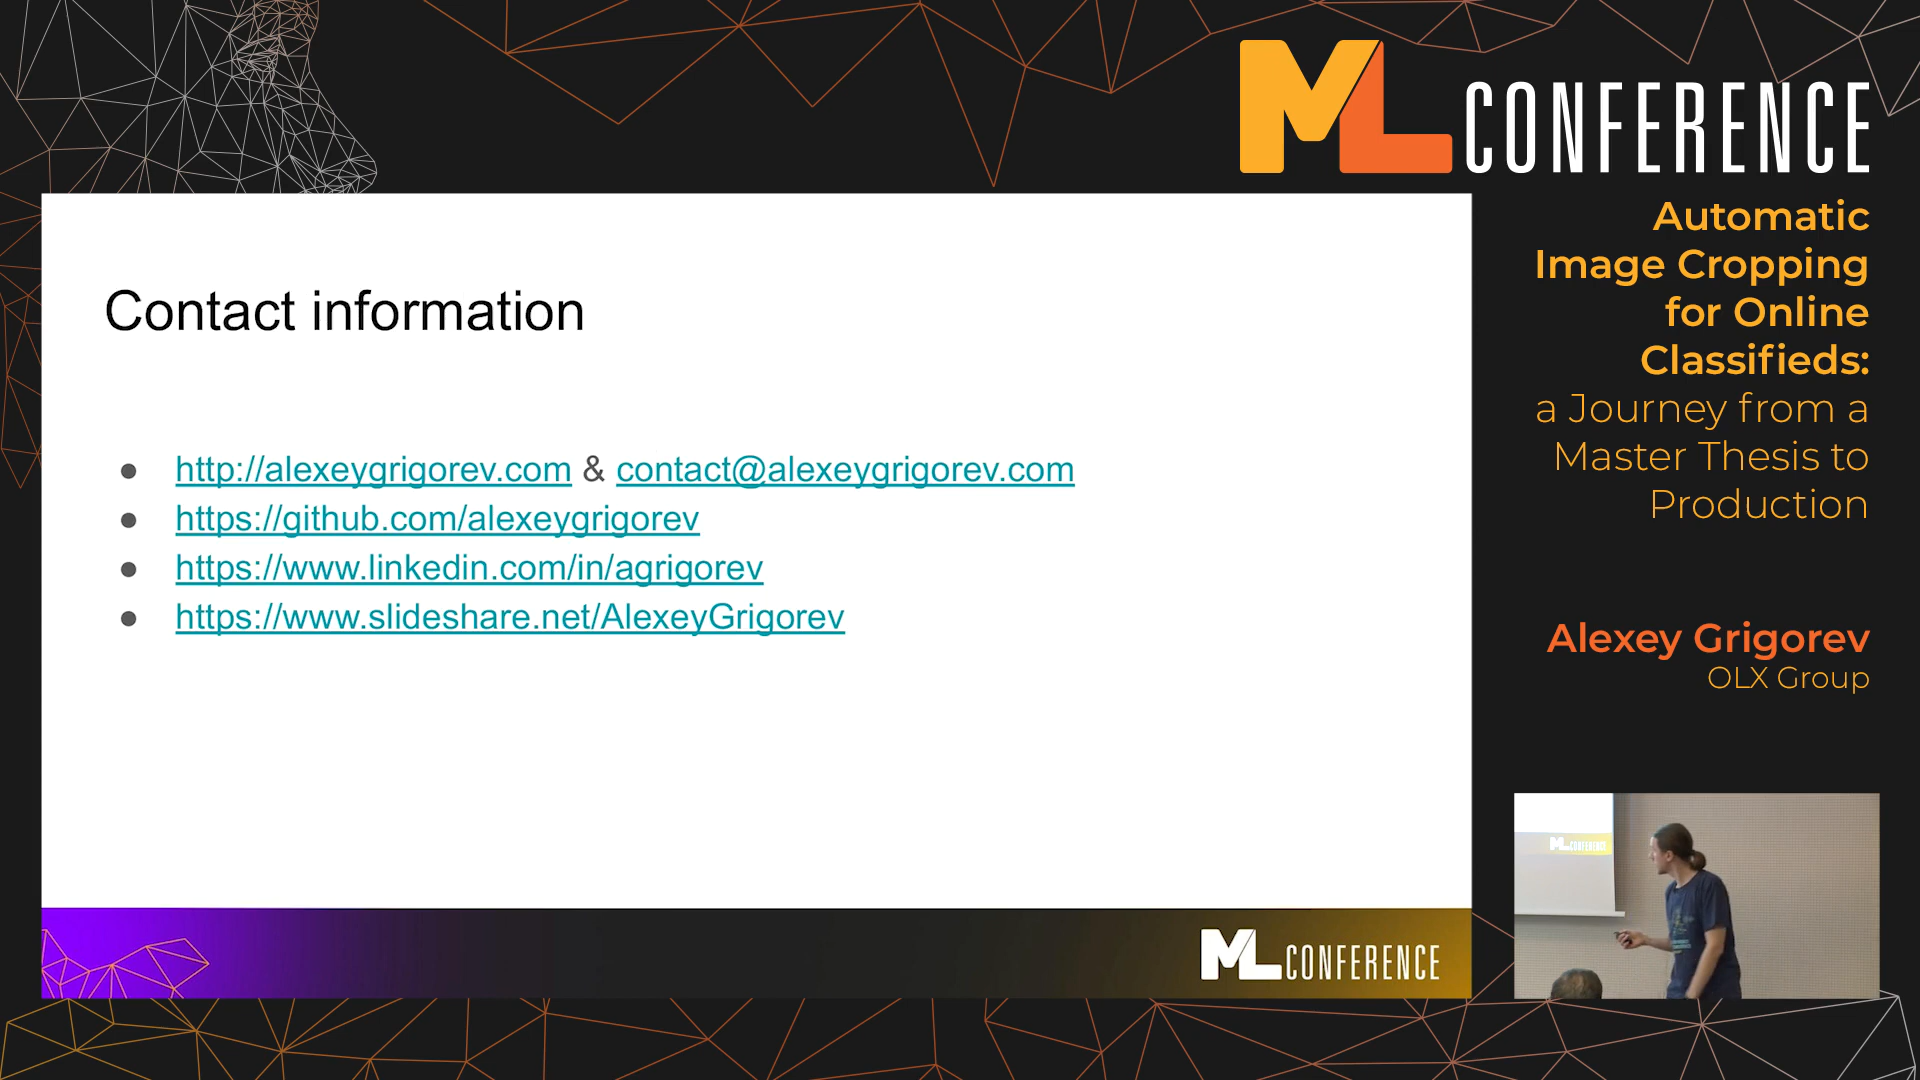 ML CONFERENCE
Automatic
Image Cropping
for Online
Classifieds:
a Journey from a
Master Thesis to
Production
Alexey Grigorev
OLX Group
Contact information
● http://alexeygrigorev.com & contact@alexeygrigorev.com
● https://github.com/alexeygrigorev
● https://www.linkedin.com/in/agrigorev
● https://www.slideshare.net/AlexeyGrigorev
ML CONFERENCE
ML CONFERENCE